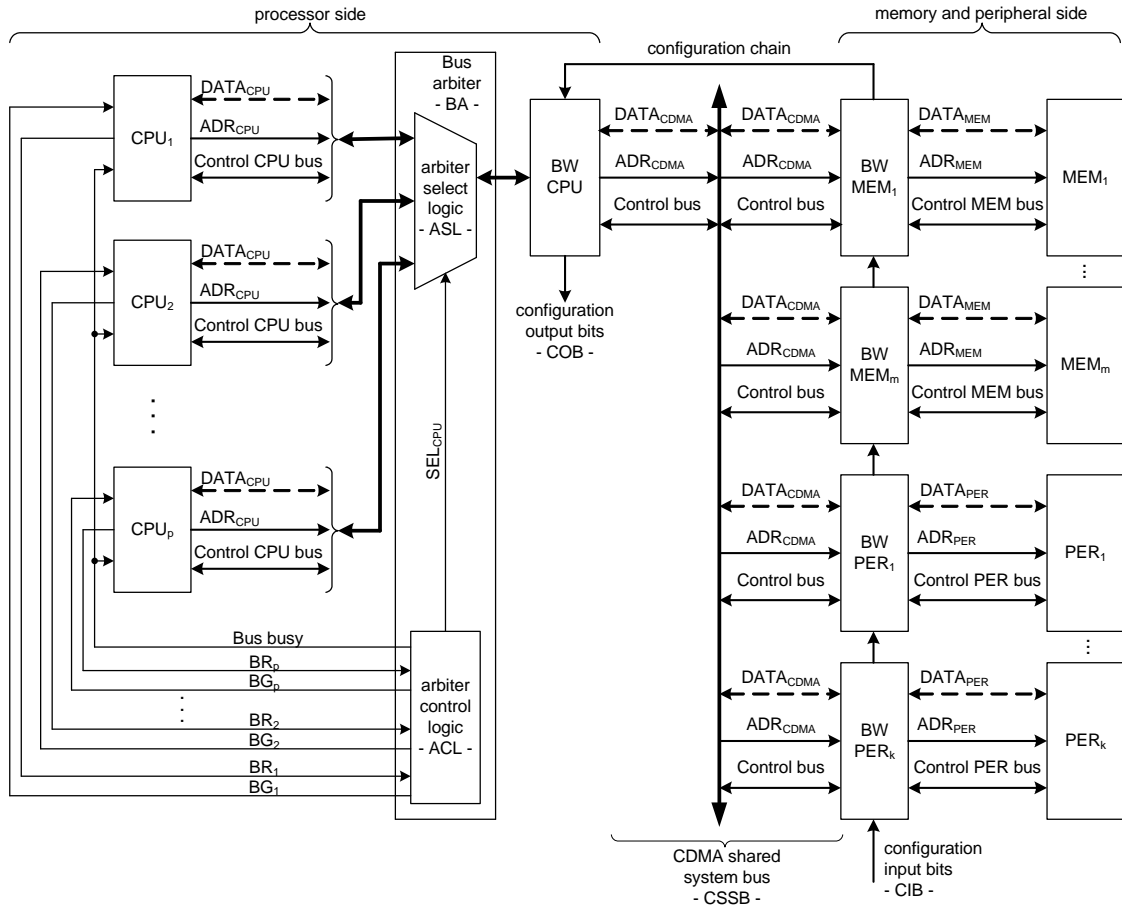 processor side
memory and peripheral side
configuration chain
Bus
arbiter
- BA -
CPU1
DATACPU
ADRCPU
Control CPU bus
CPU2
DATACPU
ADRCPU
Control CPU bus
CPUp
DATACPU
ADRCPU
Control CPU bus
arbiter
select
logic
- ASL -
SELCPU
arbiter
control
logic
- ACL -
Bus busy
BRp
BGp
BR2
BG2
BR1
BG1
BW
CPU
configuration
output bits
- COB -
DATACDMA
ADRCDMA
Control bus
DATACDMA
ADRCDMA
Control bus
BW
MEM1
DATAMEM
ADRMEM
Control MEM bus
MEM1
DATACDMA
ADRCDMA
Control bus
BW
MEMm
DATAMEM
ADRMEM
Control MEM bus
MEMm
DATACDMA
ADRCDMA
Control bus
BW
PER1
DATAPER
ADRPER
Control PER bus
PER1
DATACDMA
ADRCDMA
Control bus
BW
PERk
DATAPER
ADRPER
Control PER bus
PERk
CDMA shared
system bus
- CSSB -
configuration
input bits
- CIB -